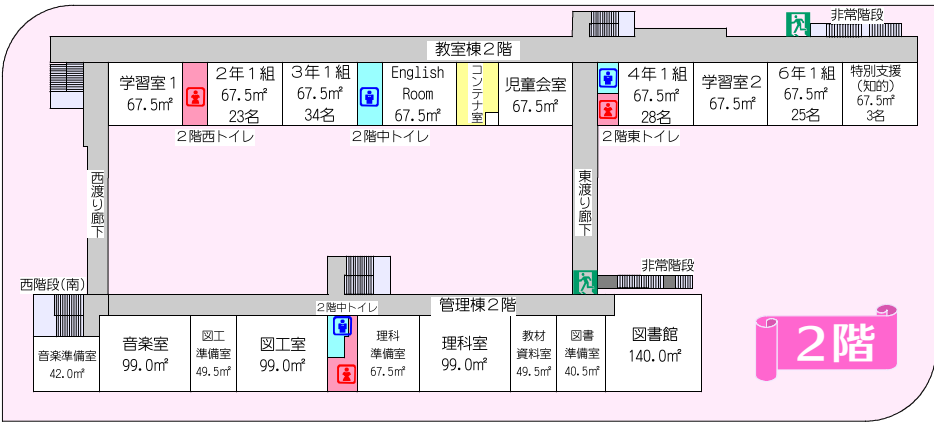 非常階段
教室棟2階
学習室1
67.5㎡
2年1組
67.5㎡
23名
3年1組
67.5㎡
34名
English
Room
67.5㎡
コンテナ室
児童会室
67.5㎡
4年1組
67.5㎡
28名
学習室2
67.5㎡
6年1組
67.5㎡
25名
特別支援
(知的)
67.5㎡
3名
2階西トイレ
2階中トイレ
2階東トイレ
西渡り廊下
東渡り廊下
非常階段
西階段(南)
2階中トイレ
管理棟2階
音楽準備室
42.0㎡
音楽室
99.0㎡
図工
準備室
49.5㎡
図工室
99.0㎡
理科
準備室
67.5㎡
理科室
99.0㎡
教材
資料室
49.5㎡
図書
準備室
40.5㎡
図書館
140.0㎡
2階